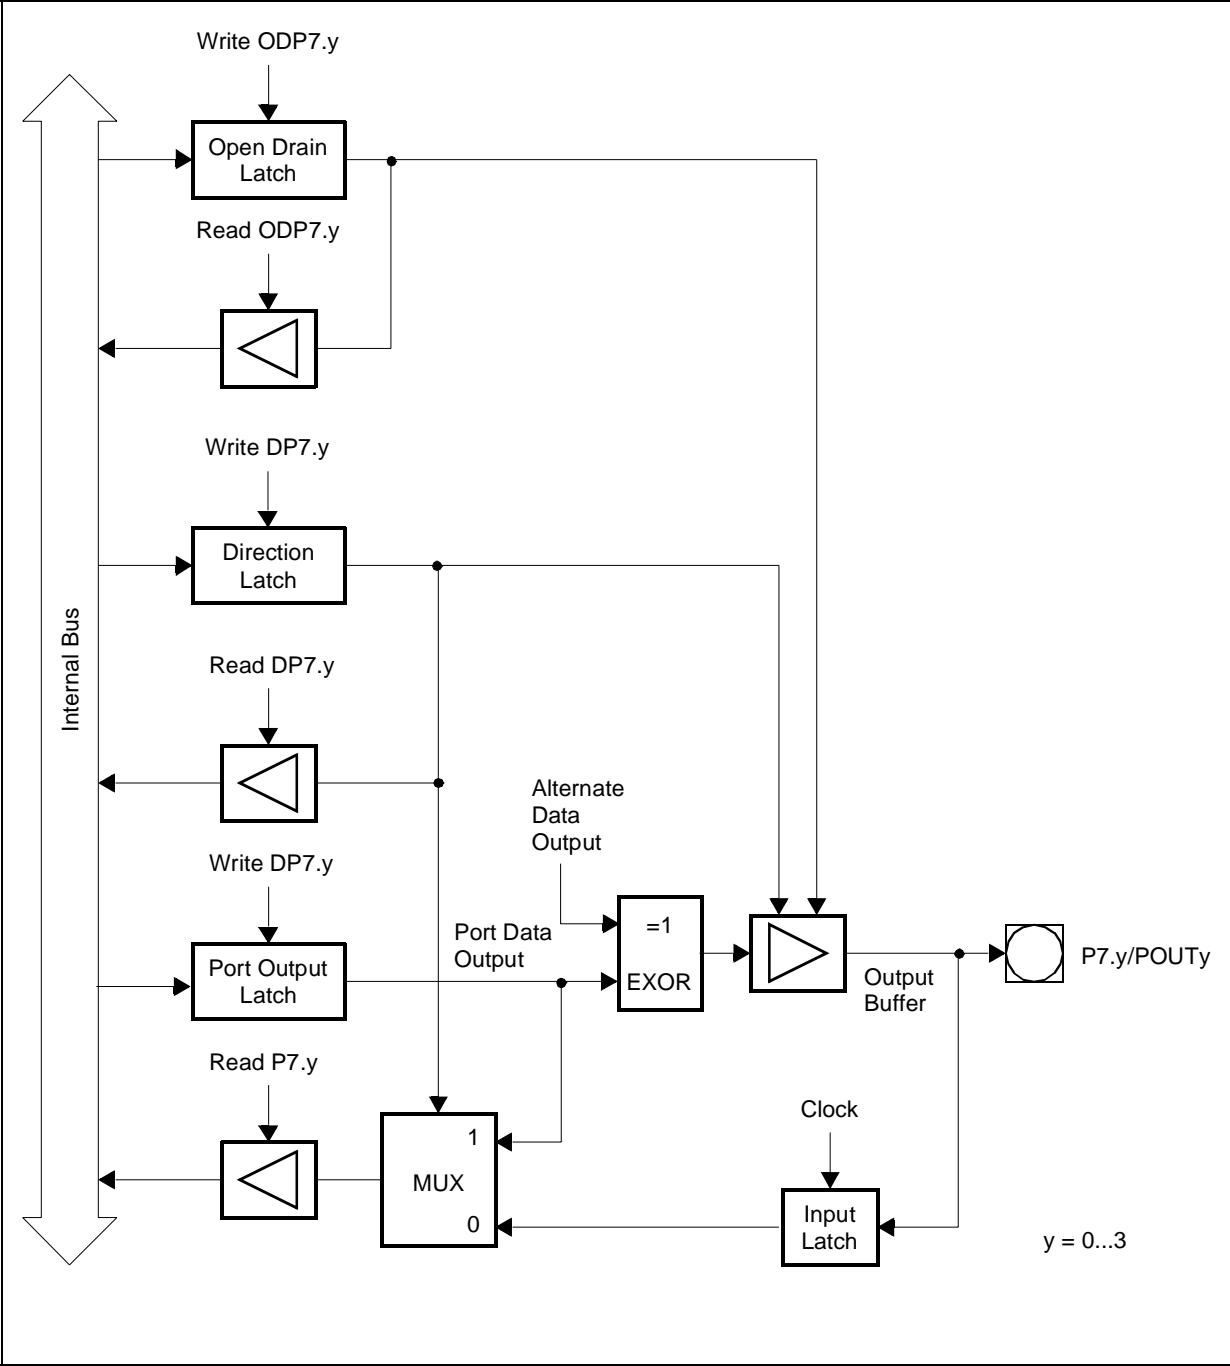 Write ODP7.y
Open Drain
Latch
Read ODP7.y
Write DP7.y
Direction
Latch
Internal Bus
Read DP7.y
Alternate
Data
Output
Write DP7.y
=1
EXOR
Port Data
Output
Port Output
Latch
Output
Buffer
P7.y/POUTy
Read P7.y
1
MUX
0
Clock
Input
Latch
y = 0...3